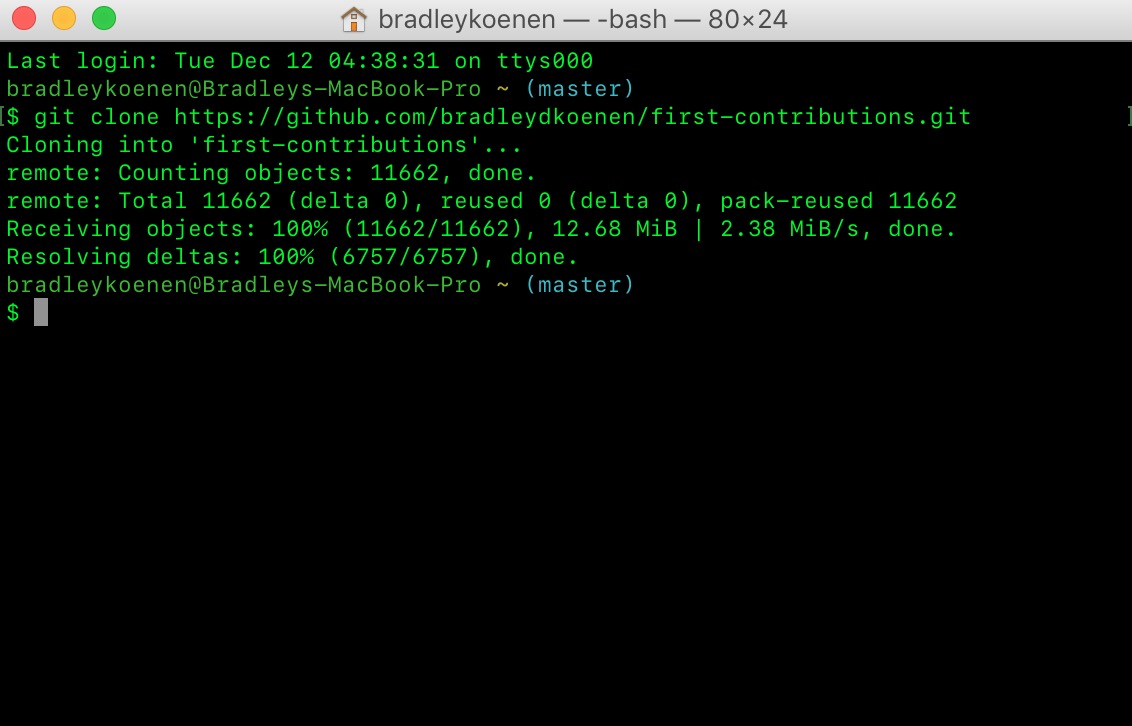 bradleykoenen — -bash — 80×24
Last login: Tue Dec 12 04:38:31 on ttys000
bradleykoenen@Bradleys-MacBook-Pro ~ (master)
[$ git clone https://github.com/bradleydkoenen/first-contributions.git ]
Cloning into 'first-contributions'...
remote: Counting objects: 11662, done.
remote: Total 11662 (delta 0), reused 0 (delta 0), pack-reused 11662
Receiving objects: 100% (11662/11662), 12.68 MiB | 2.38 MiB/s, done.
Resolving deltas: 100% (6757/6757), done.
bradleykoenen@Bradleys-MacBook-Pro ~ (master)
$